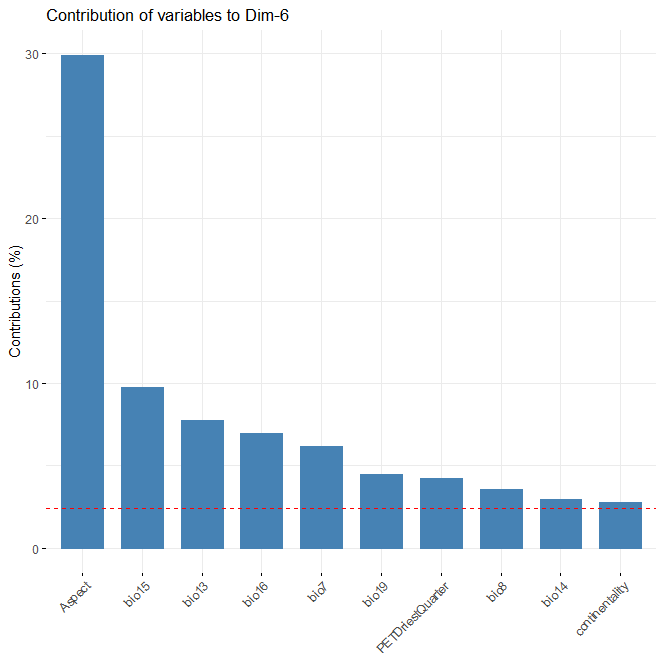 Contribution of variables to Dim-6
Contributions (%)
30
20
10
0
Aspect
bio15
bio13
bio16
bio7
bio19
PETDriestQuarter
bio8
bio14
continentality